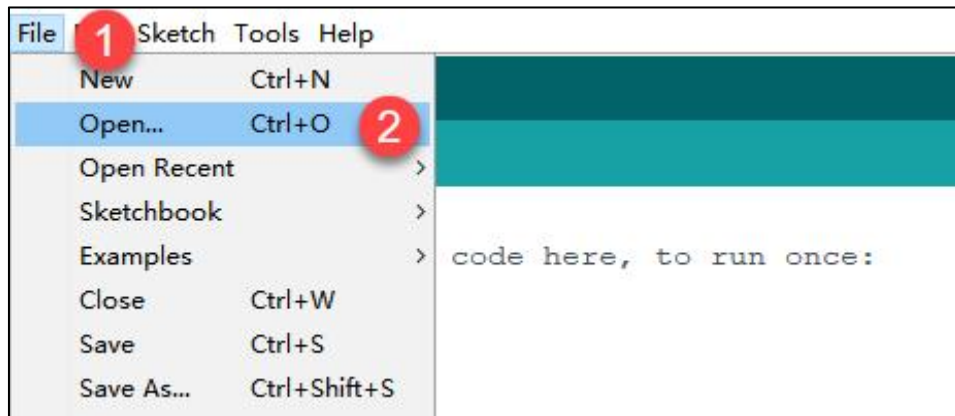 File Sketch Tools Help
1
New Ctrl+N
Open... Ctrl+O
2
Open Recent >
Sketchbook >
Examples >
code here, to run once:
Close Ctrl+W
Save Ctrl+S
Save As... Ctrl+Shift+S